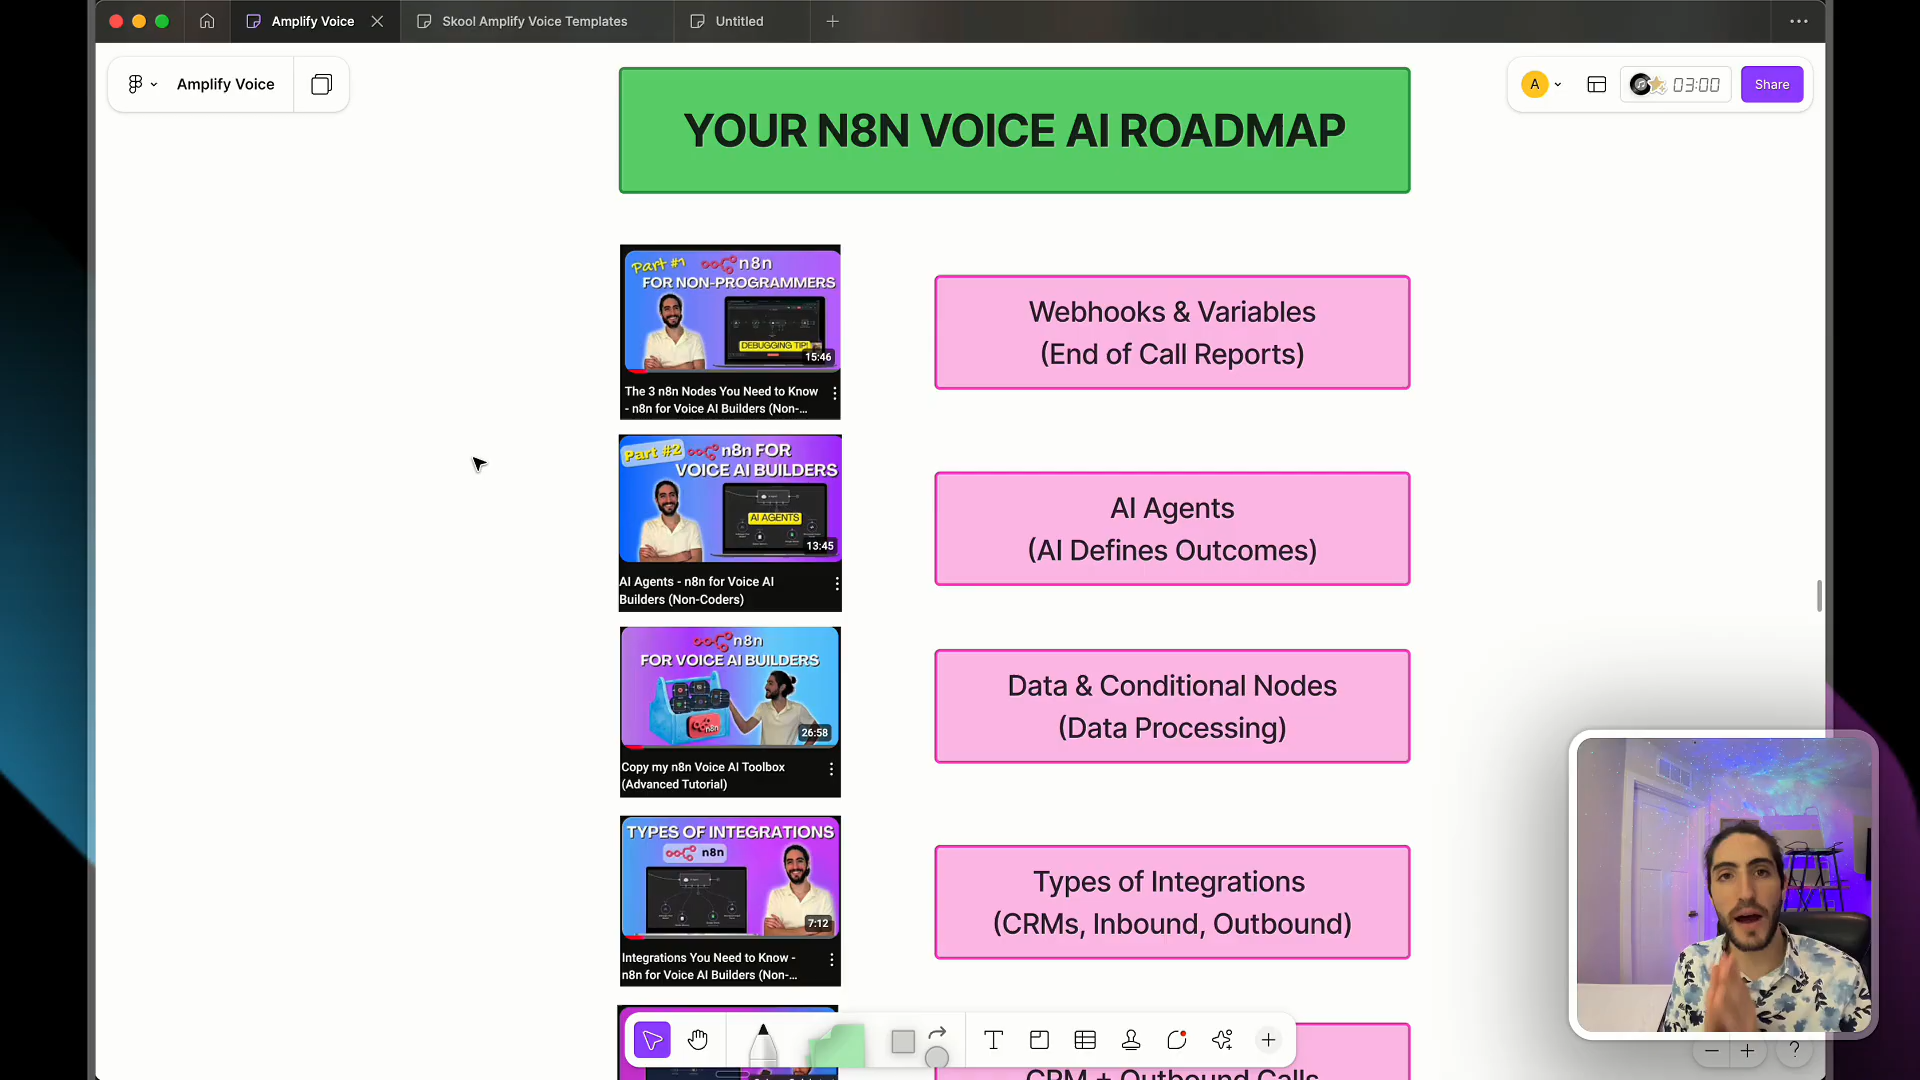 Amplify Voice
Skool Amplify Voice Templates
Untitled
Amplify Voice
A
03:00
Share
YOUR N8N VOICE AI ROADMAP
Part #1 n8n
FOR NON-PROGRAMMERS
DEBUGGING TIP!
15:46
The 3 n8n Nodes You Need to Know
- n8n for Voice AI Builders (Non-...
Webhooks & Variables
(End of Call Reports)
Part #2 n8n FOR
VOICE AI BUILDERS
AI AGENTS
13:45
AI Agents - n8n for Voice AI
Builders (Non-Coders)
AI Agents
(AI Defines Outcomes)
n8n
FOR VOICE AI BUILDERS
n8n
26:58
Copy my n8n Voice AI Toolbox
(Advanced Tutorial)
Data & Conditional Nodes
(Data Processing)
TYPES OF INTEGRATIONS
n8n
7:12
Integrations You Need to Know -
n8n for Voice AI Builders (Non-...
Types of Integrations
(CRMs, Inbound, Outbound)
CRM + Outbound Calls